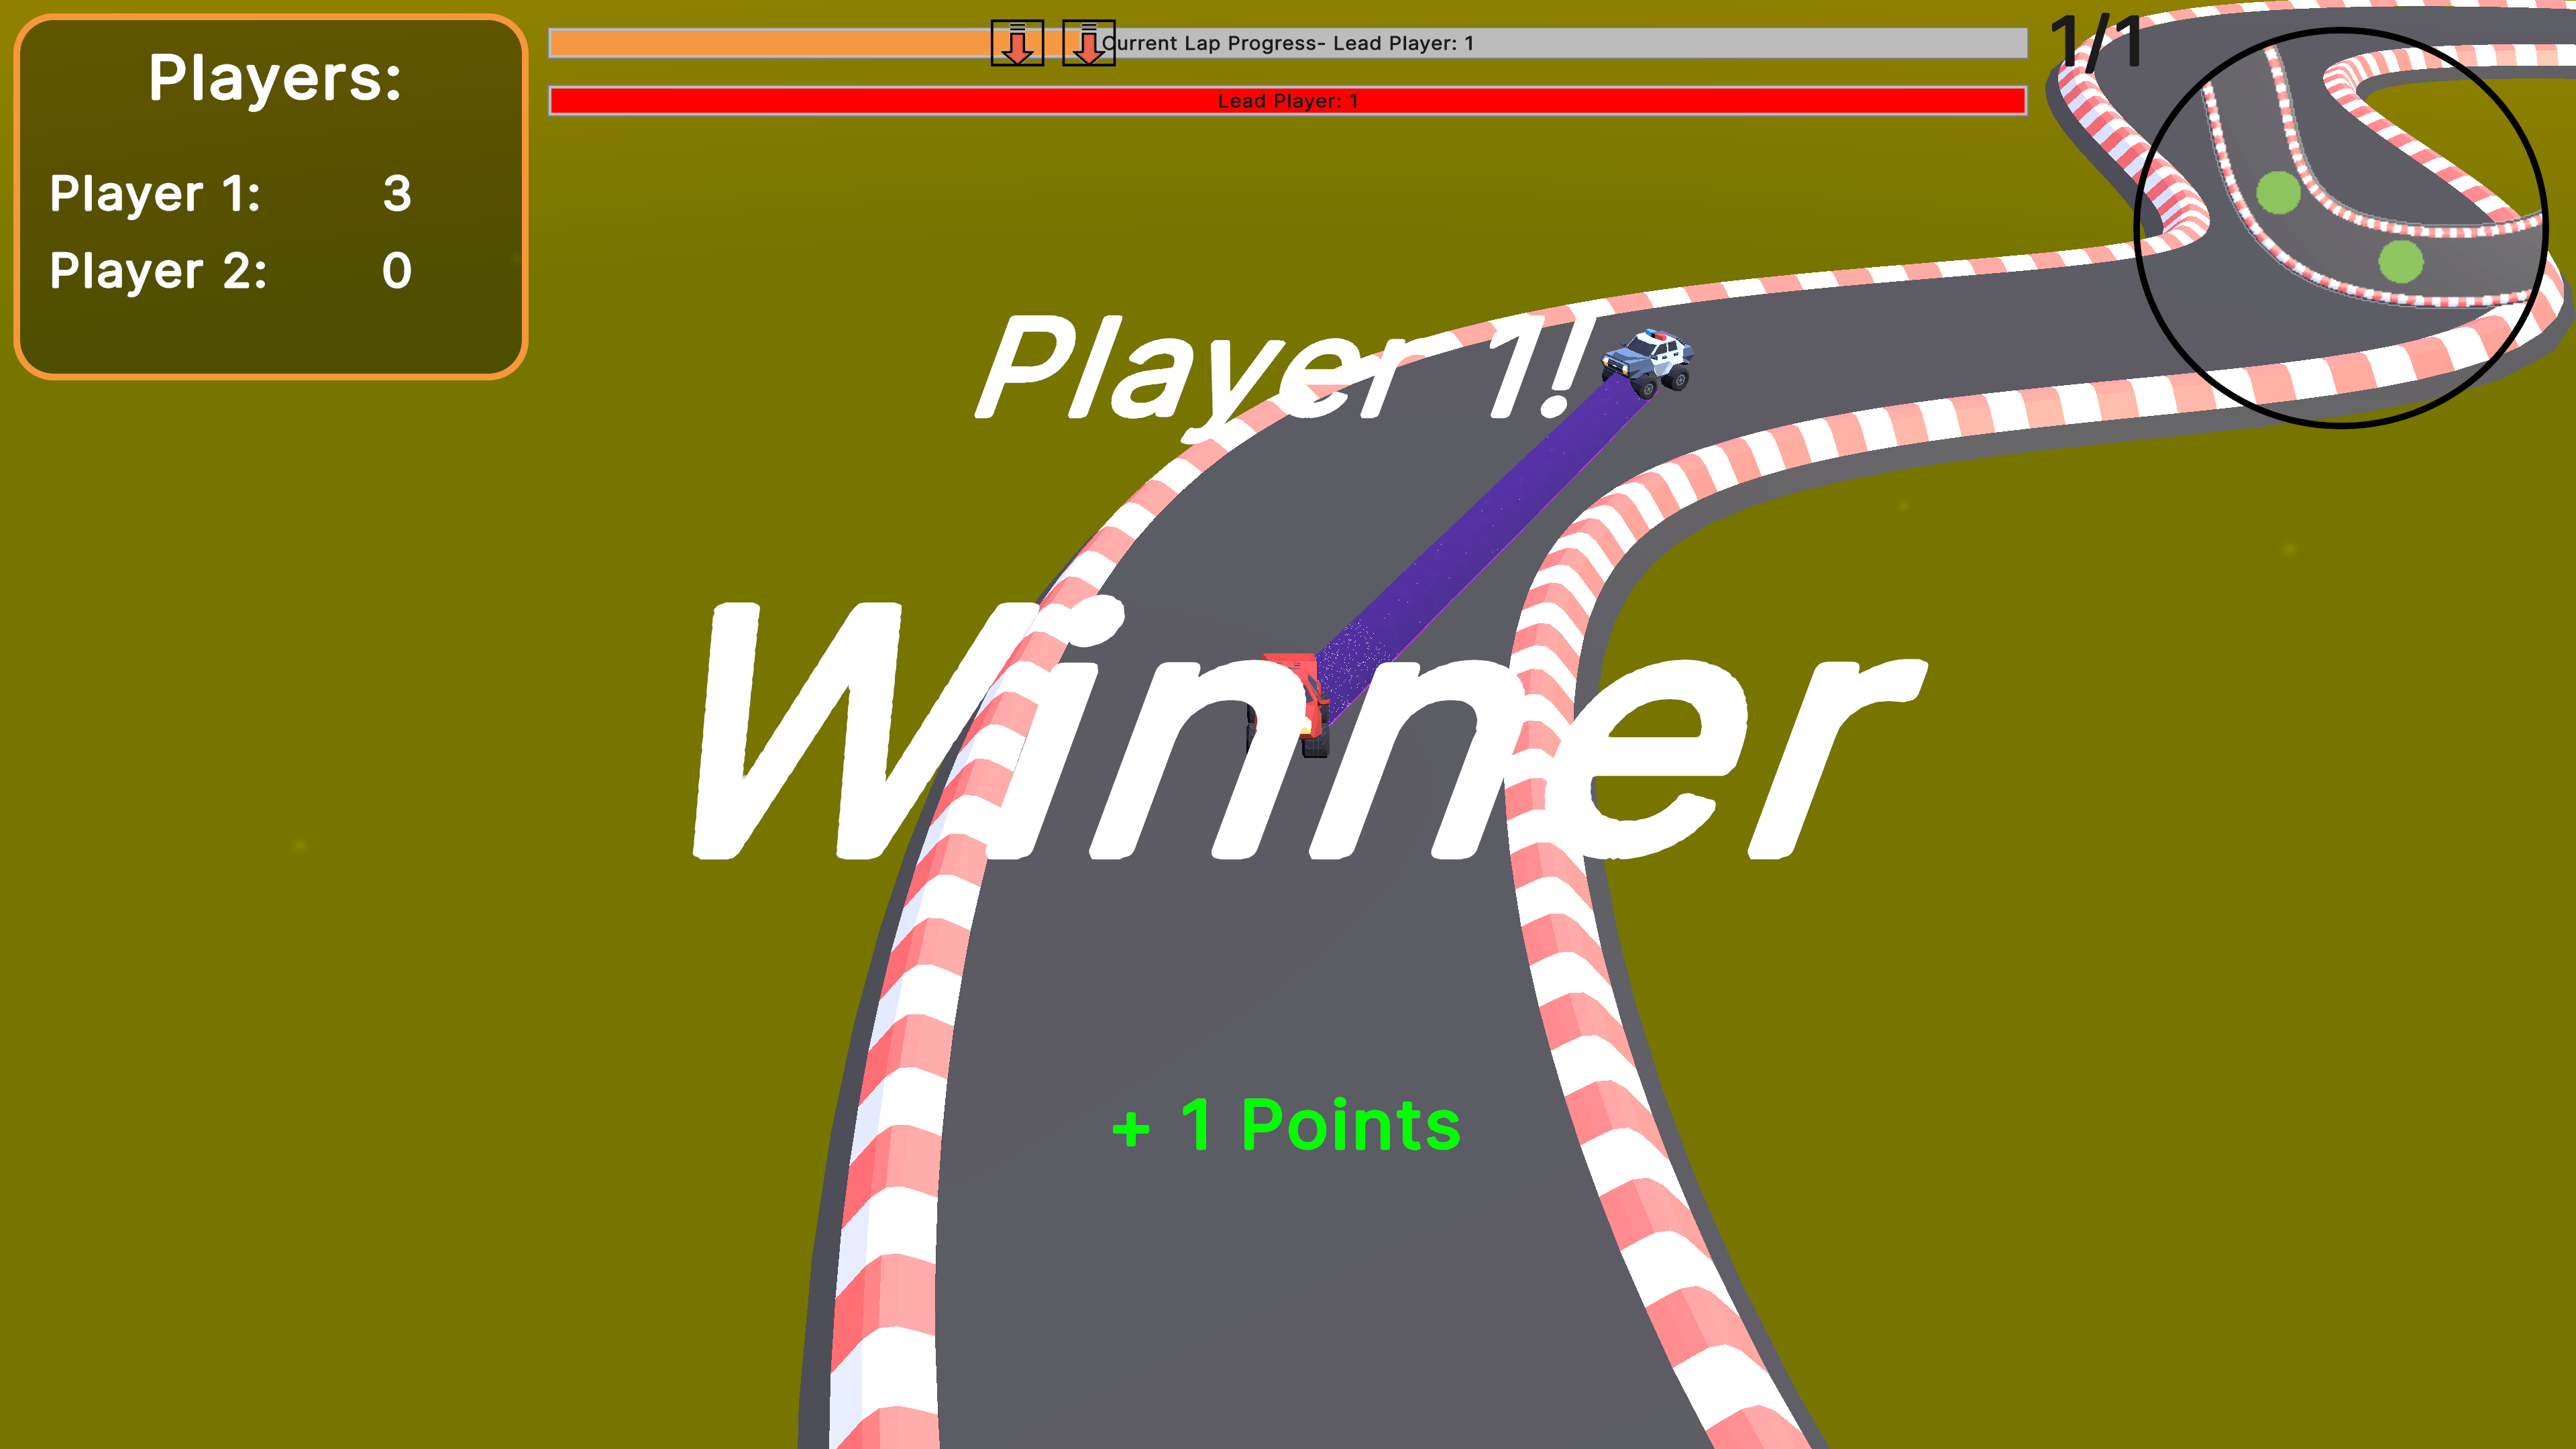 Players:
Player 1: 3
Player 2: 0
Current Lap Progress- Lead Player: 1
Lead Player: 1
1/1
Player 1!
Winner
+ 1 Points